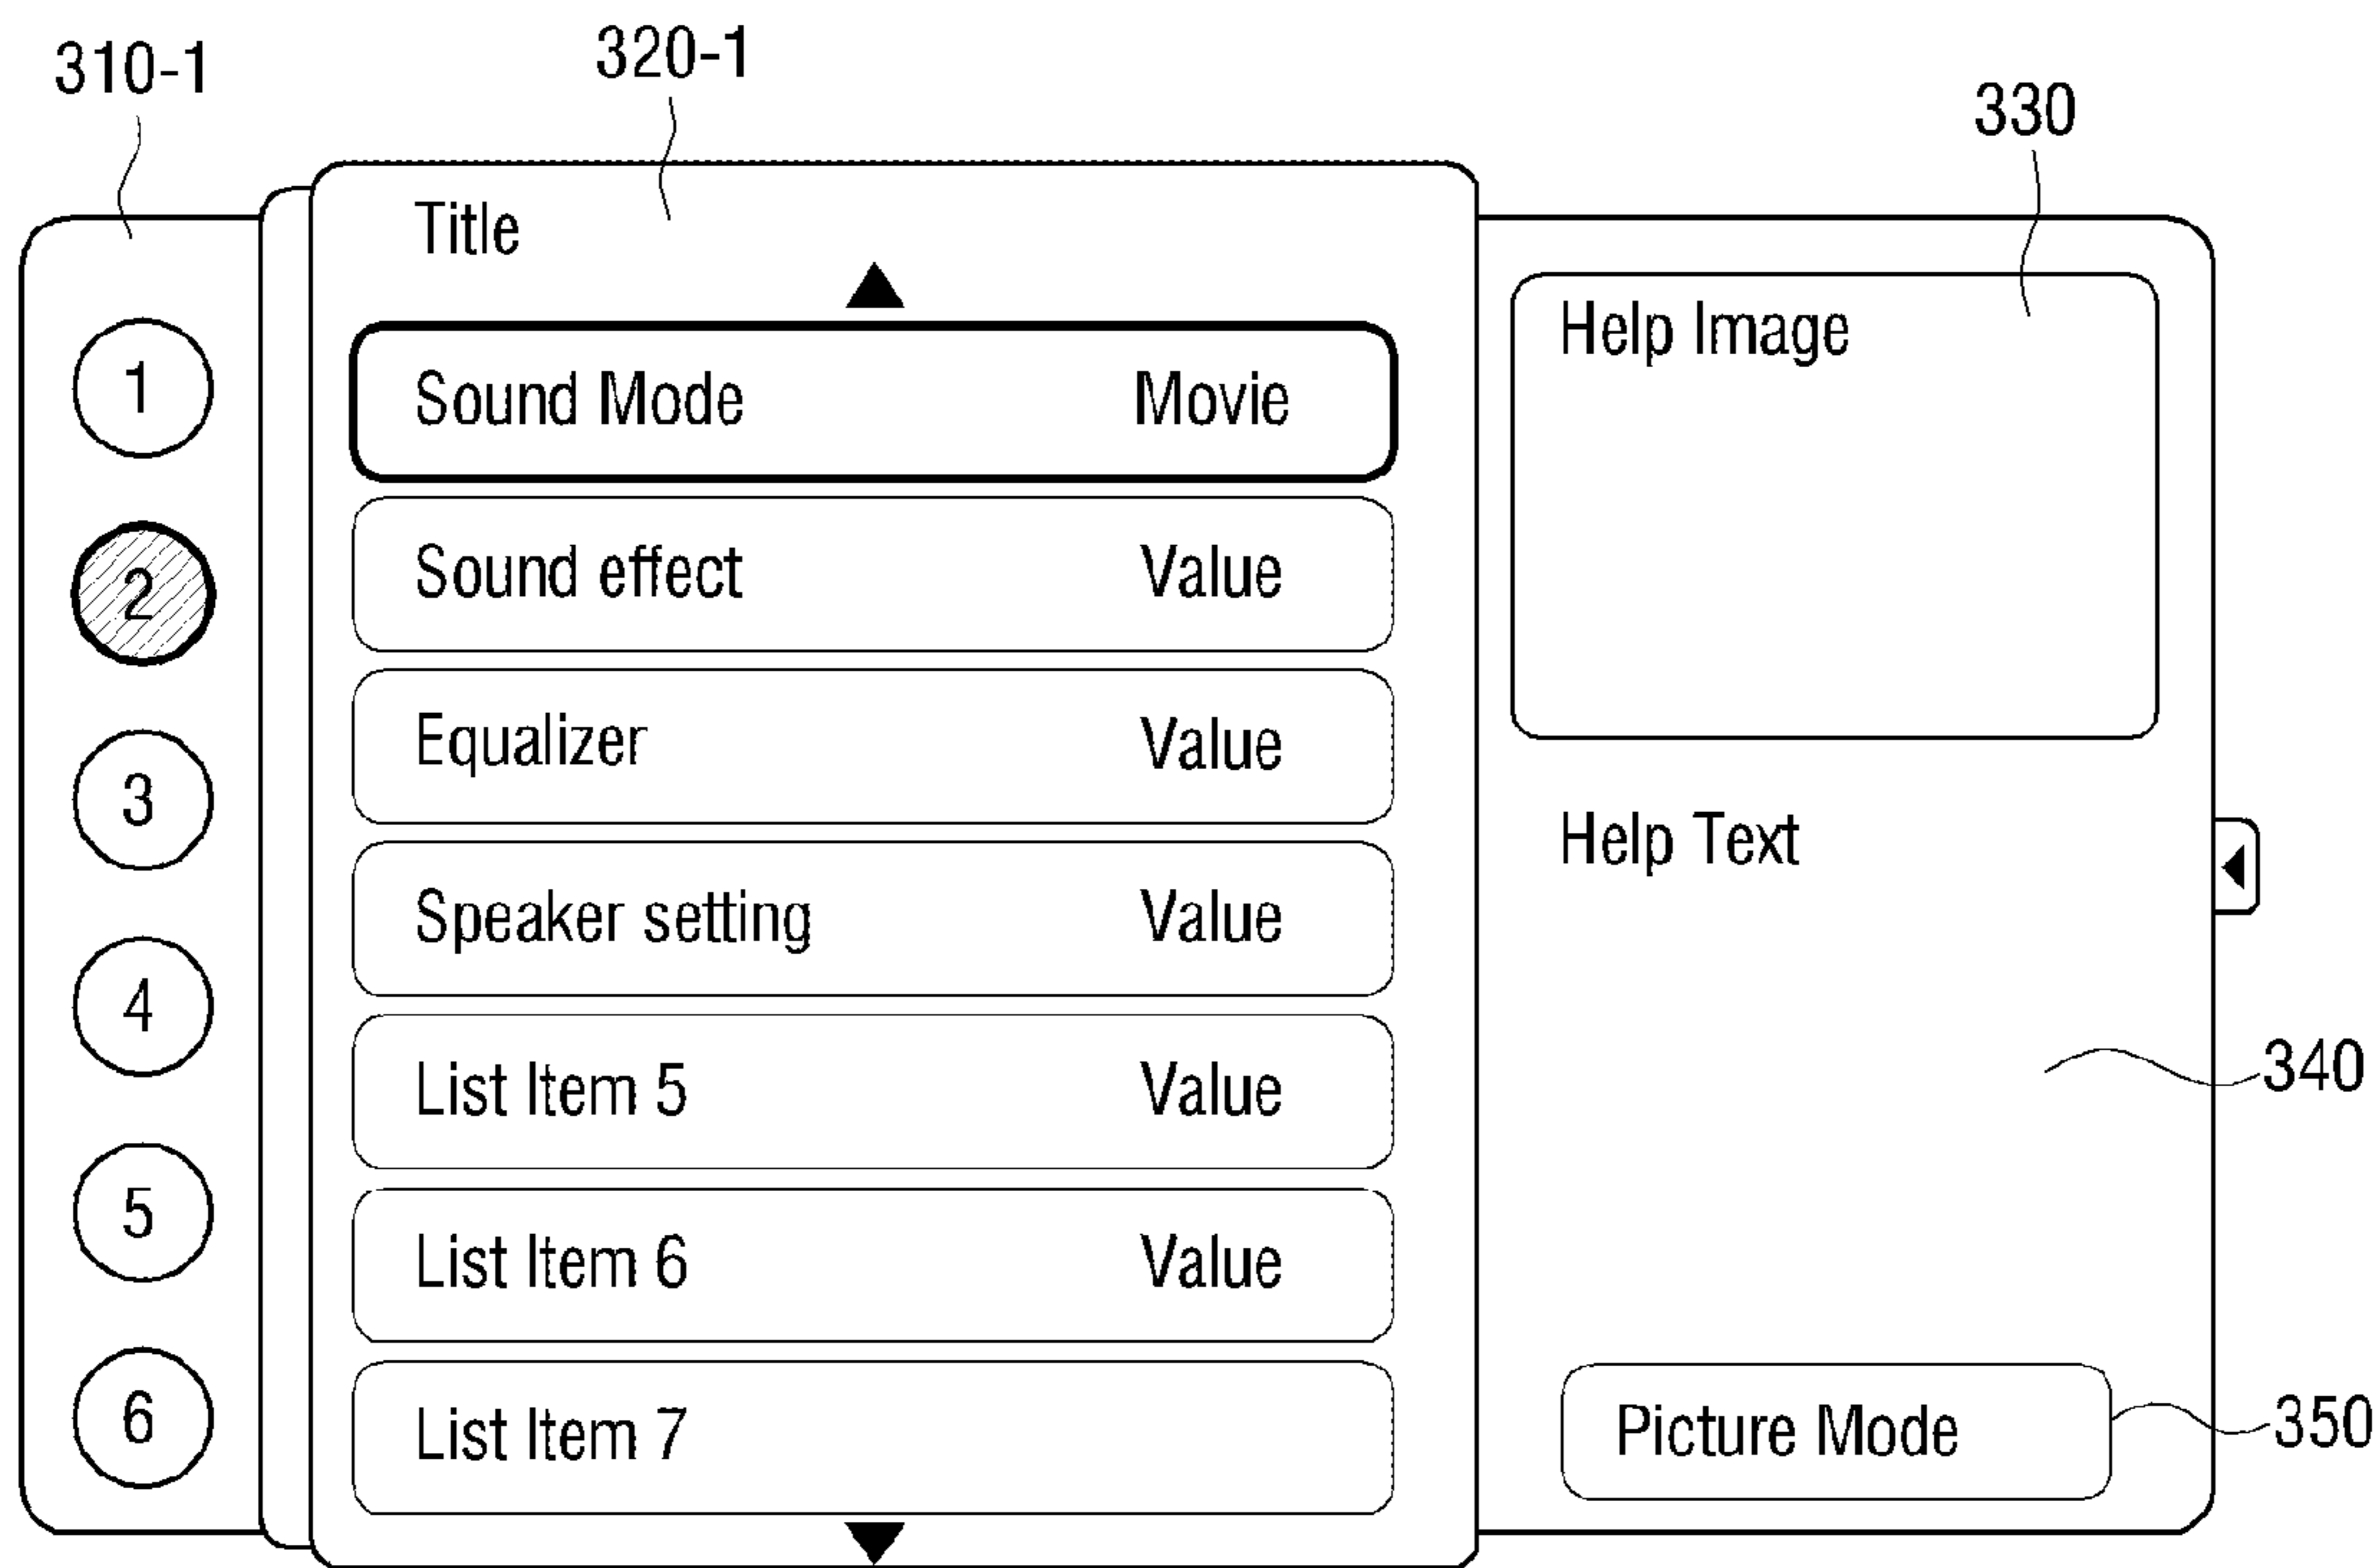 310-1
320-1
330
Title
1
2
3
4
5
6
Sound Mode Movie
Sound effect Value
Equalizer Value
Speaker setting Value
List Item 5 Value
List Item 6 Value
List Item 7
Help Image
Help Text
340
Picture Mode
350